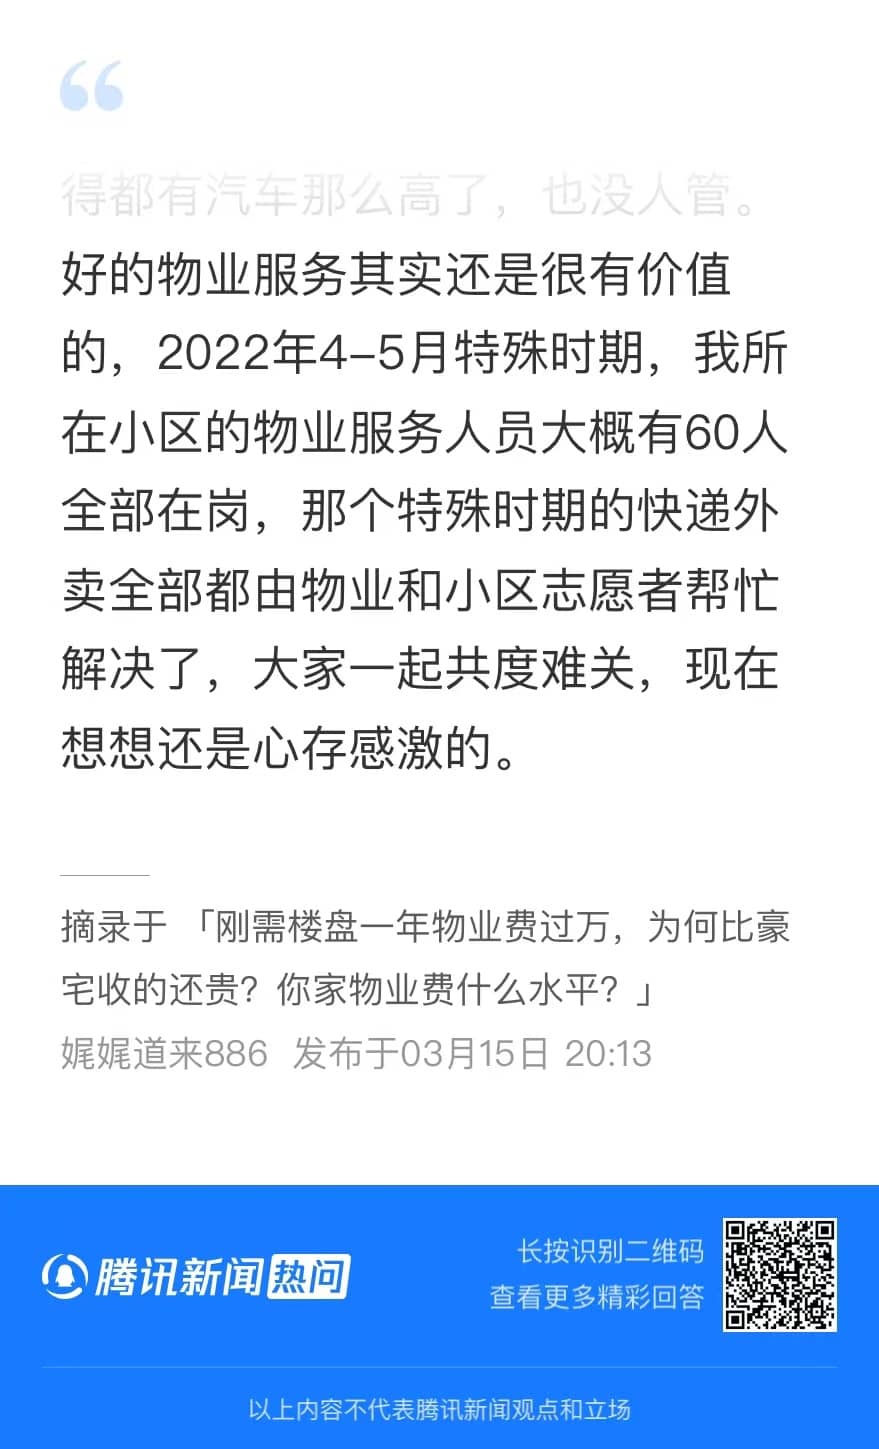 得都有汽车那么高了，也没人管。
好的物业服务其实还是很有价值
的，2022年4-5月特殊时期，我所
在小区的物业服务人员大概有60人
全部在岗，那个特殊时期的快递外
卖全部都由物业和小区志愿者帮忙
解决了，大家一起共度难关，现在
想想还是心存感激的。
摘录于 「刚需楼盘一年物业费过万，为何比豪
宅收的还贵？你家物业费什么水平？」
娓娓道来886 发布于03月15日 20:13
腾讯新闻热问
长按识别二维码
查看更多精彩回答
以上内容不代表腾讯新闻观点和立场